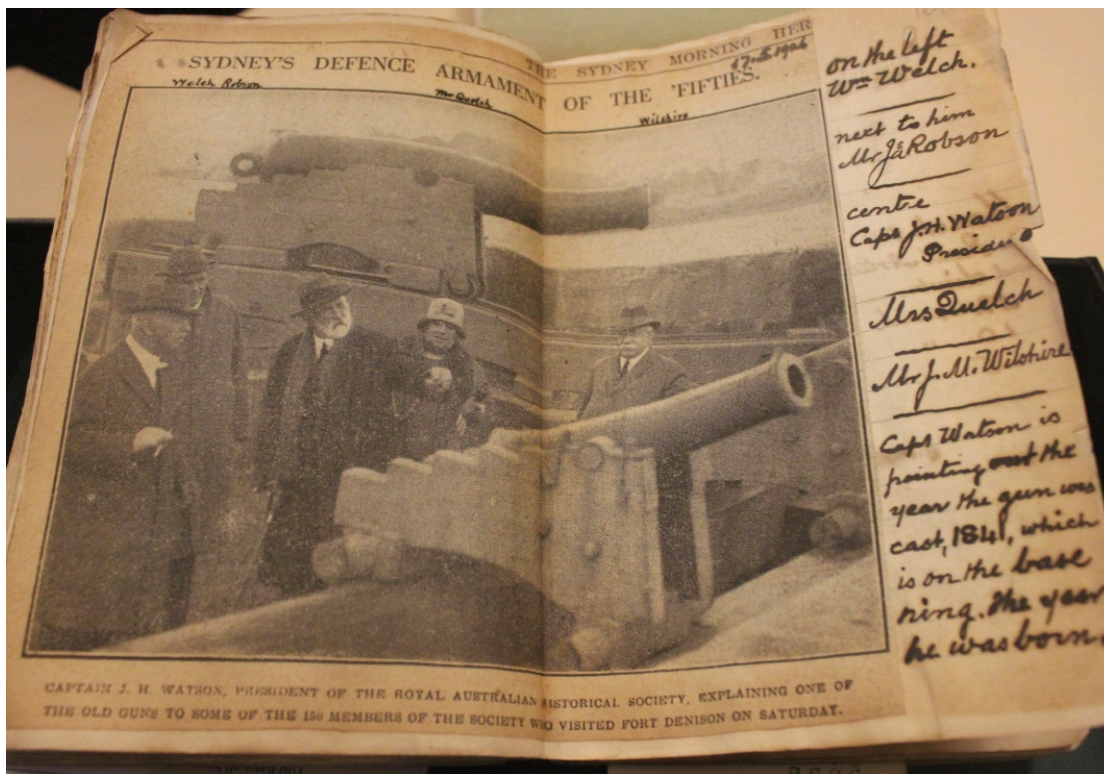 THE SYDNEY MORNING HER
SYDNEY'S DEFENCE ARMAMENT OF THE 'FIFTIES.
Welch Robson
Mrs Quelch
Wilshire
CAPTAIN J. H. WATSON, PRESIDENT OF THE ROYAL AUSTRALIAN HISTORICAL SOCIETY, EXPLAINING ONE OF
THE OLD GUNS TO SOME OF THE 150 MEMBERS OF THE SOCIETY WHO VISITED FORT DENISON ON SATURDAY.
on the left
Wm Welch.
next to him
Mr Jas Robson
centre
Capt J. H. Watson
President
Mrs Quelch
Mr J. M. Wilshire
Capt Watson is
pointing out the
year the gun was
cast, 1841, which
is on the base
ring. The year
he was born.